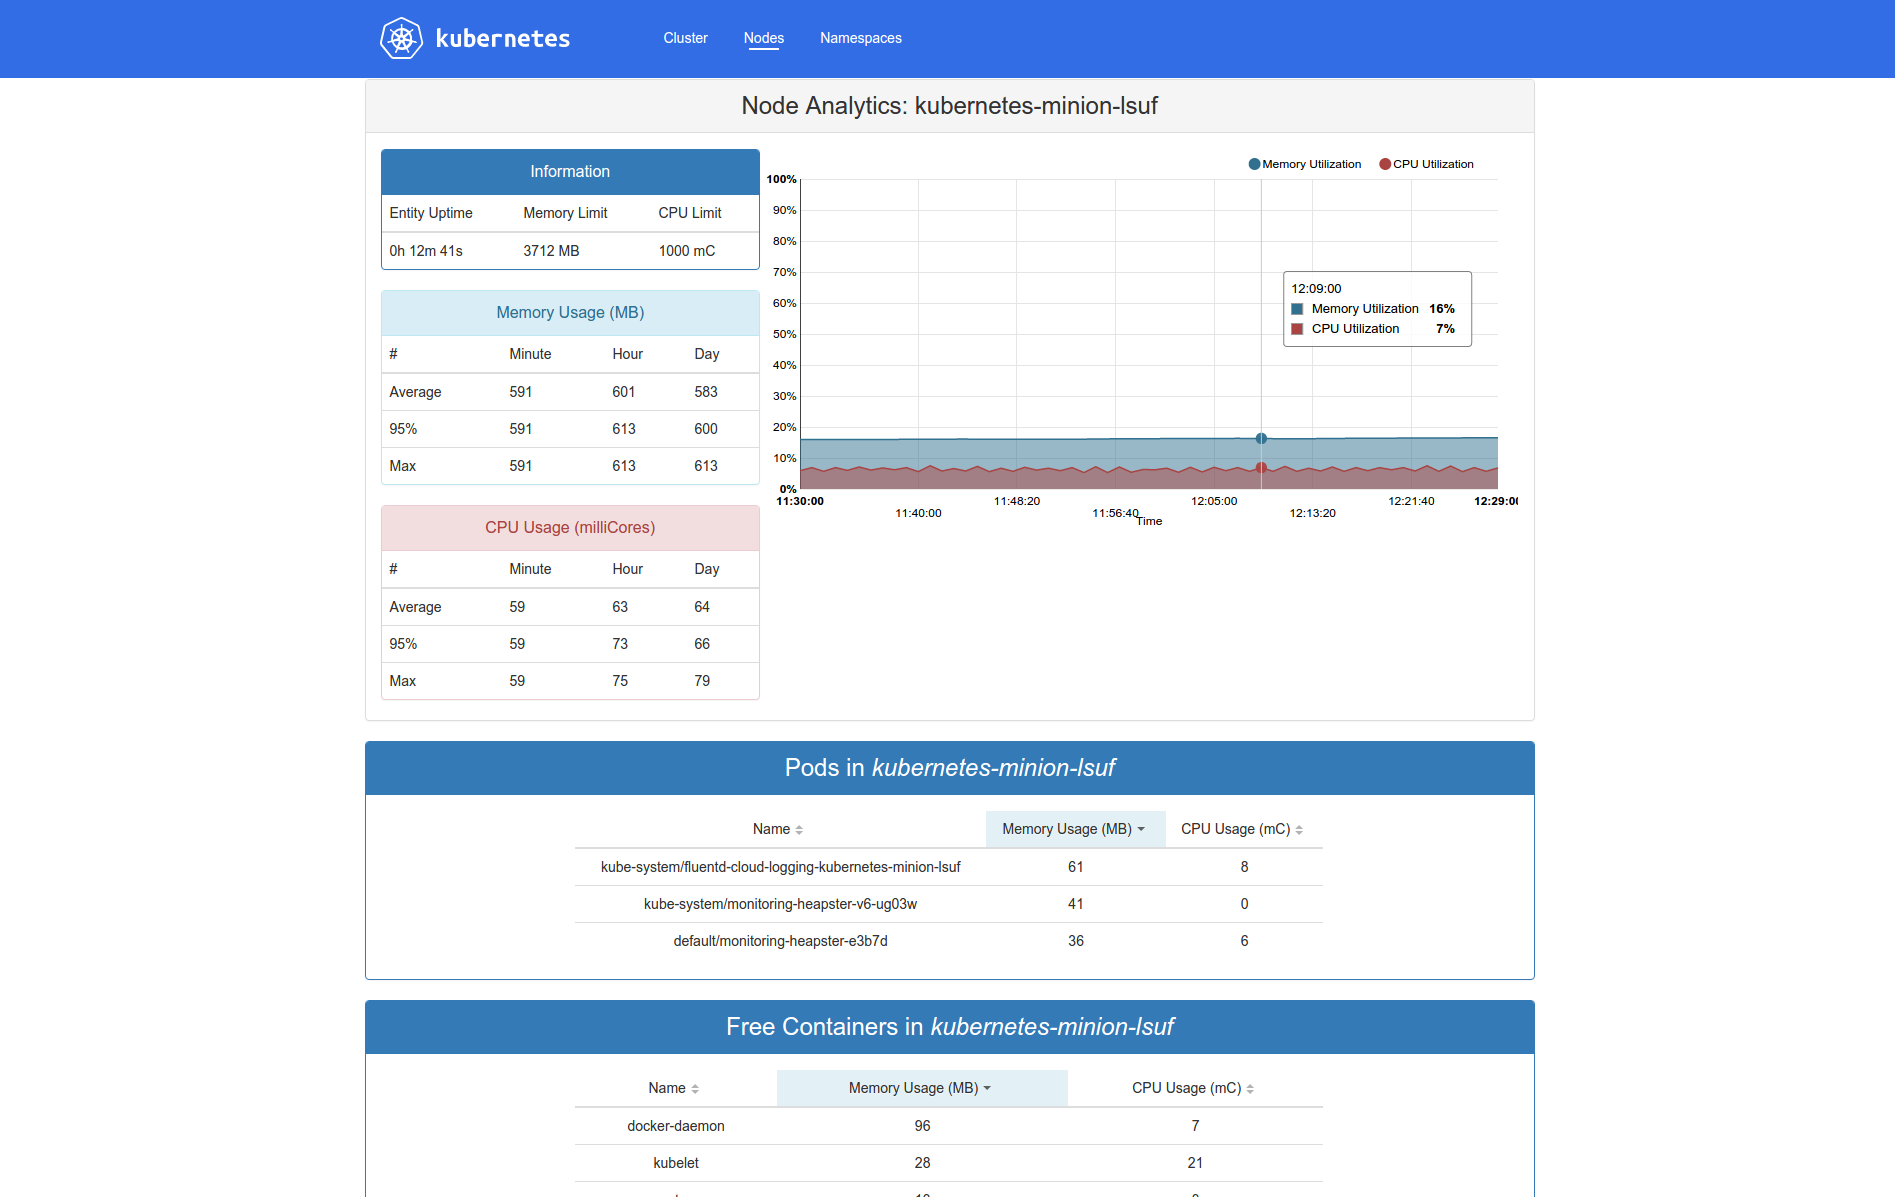 kubernetes
Cluster Nodes Namespaces
Node Analytics: kubernetes-minion-lsuf
Information
Entity Uptime Memory Limit CPU Limit
0h 12m 41s 3712 MB 1000 mC
Memory Usage (MB)
# Minute Hour Day
Average 591 601 583
95% 591 613 600
Max 591 613 613
CPU Usage (milliCores)
# Minute Hour Day
Average 59 63 64
95% 59 73 66
Max 59 75 79
Memory Utilization CPU Utilization
100%
90%
80%
70%
60%
50%
40%
30%
20%
10%
0%
12:09:00
Memory Utilization 16%
CPU Utilization 7%
11:30:00 11:48:20 12:05:00 12:21:40 12:29:00
11:40:00 11:56:40 12:13:20
Time
Pods in kubernetes-minion-lsuf
Name Memory Usage (MB) CPU Usage (mC)
kube-system/fluentd-cloud-logging-kubernetes-minion-lsuf 61 8
kube-system/monitoring-heapster-v6-ug03w 41 0
default/monitoring-heapster-e3b7d 36 6
Free Containers in kubernetes-minion-lsuf
Name Memory Usage (MB) CPU Usage (mC)
docker-daemon 96 7
kubelet 28 21